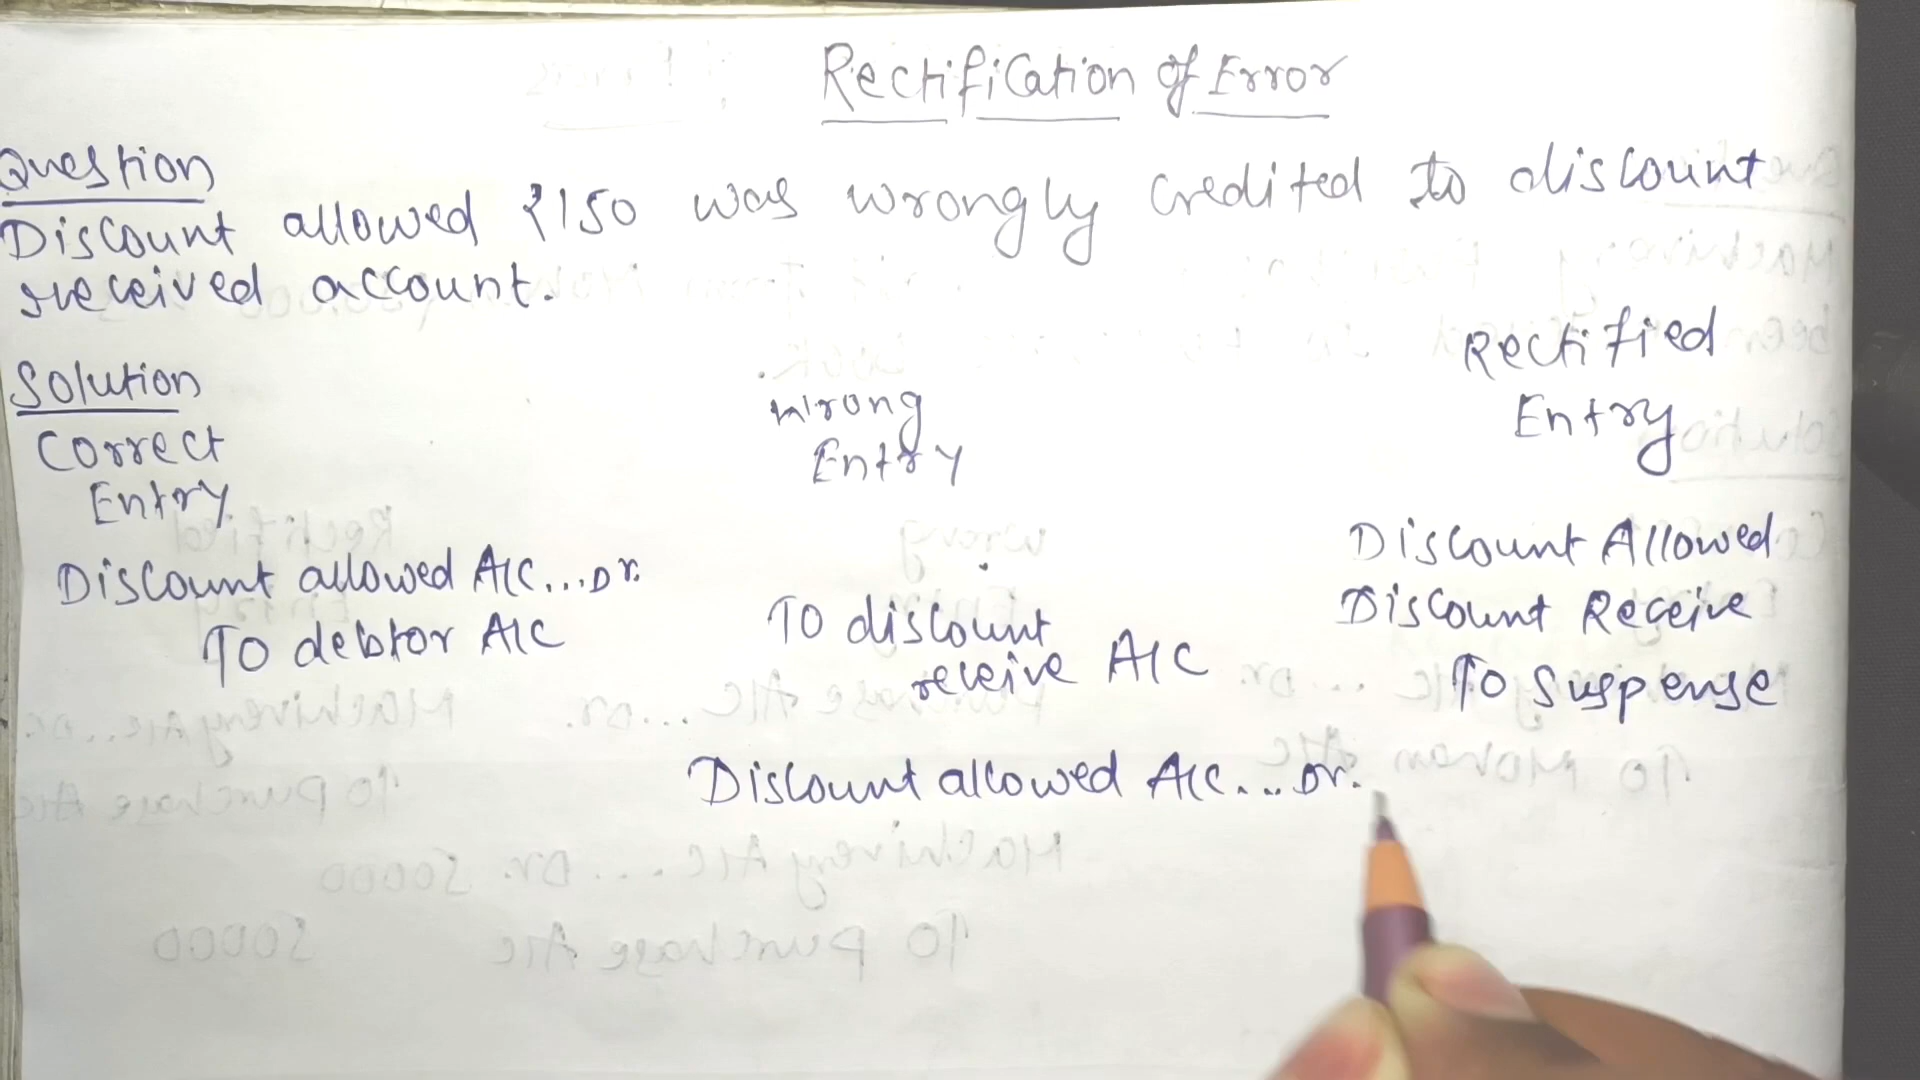 Rectification of Error
Question
Discount allowed ₹150 was wrongly credited to discount
received account.
Solution
Correct
Entry
Discount allowed A/C...Dr.
To debtor A/C
Wrong
Entry
To discount
receive A/C
Rectified
Entry
Discount Allowed
Discount Receive
To Suspense
Discount allowed A/C...Dr.